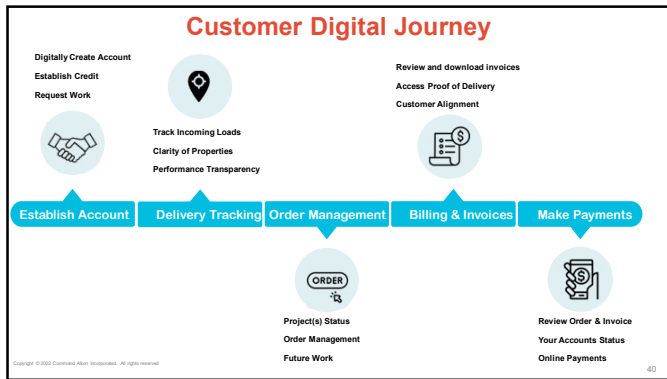 Customer Digital Journey
Digitally Create Account
Establish Credit
Request Work
Review and download invoices
Access Proof of Delivery
Customer Alignment
Track Incoming Loads
Clarity of Properties
Performance Transparency
Establish Account
Delivery Tracking
Order Management
Billing & Invoices
Make Payments
ORDER
Project(s) Status
Order Management
Future Work
Review Order & Invoice
Your Accounts Status
Online Payments
Copyright © 2022 Command Alkon Incorporated. All rights reserved
40